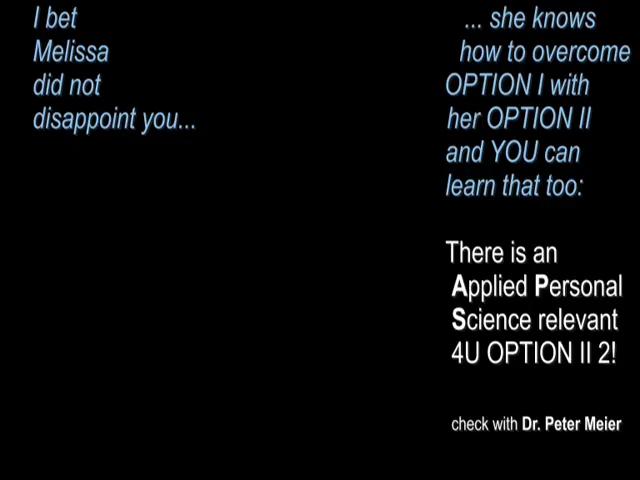 I bet
Melissa
did not
disappoint you...
... she knows
how to overcome
OPTION I with
her OPTION II
and YOU can
learn that too:
There is an
Applied Personal
Science relevant
4U OPTION II 2!
check with Dr. Peter Meier